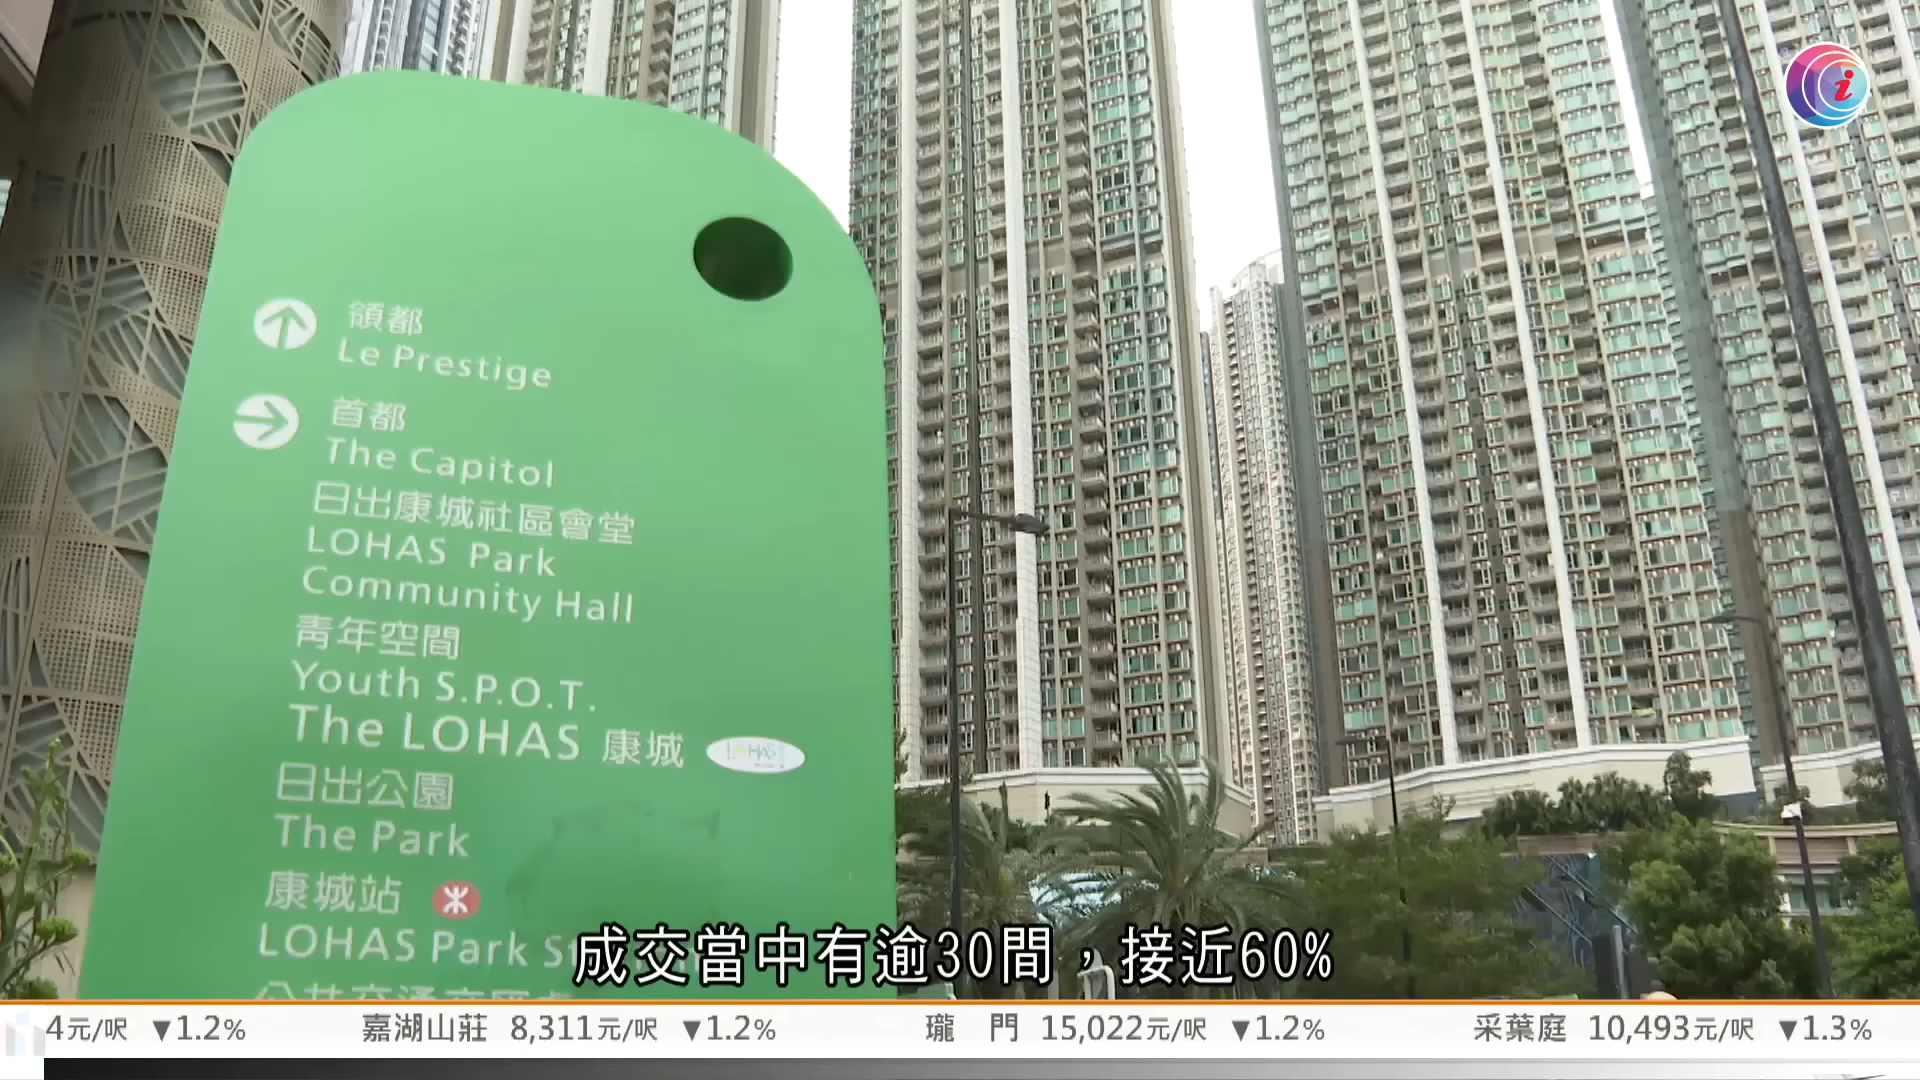 領都
Le Prestige
首都
The Capitol
日出康城社區會堂
LOHAS Park
Community Hall
青年空間
Youth S.P.O.T.
The LOHAS 康城
LOHAS
日出公園
The Park
康城站
LOHAS Park
成交當中有逾30間，接近60%
4元/呎 ▼1.2% 嘉湖山莊 8,311元/呎 ▼1.2% 瓏門 15,022元/呎 ▼1.2% 采葉庭 10,493元/呎 ▼1.3%